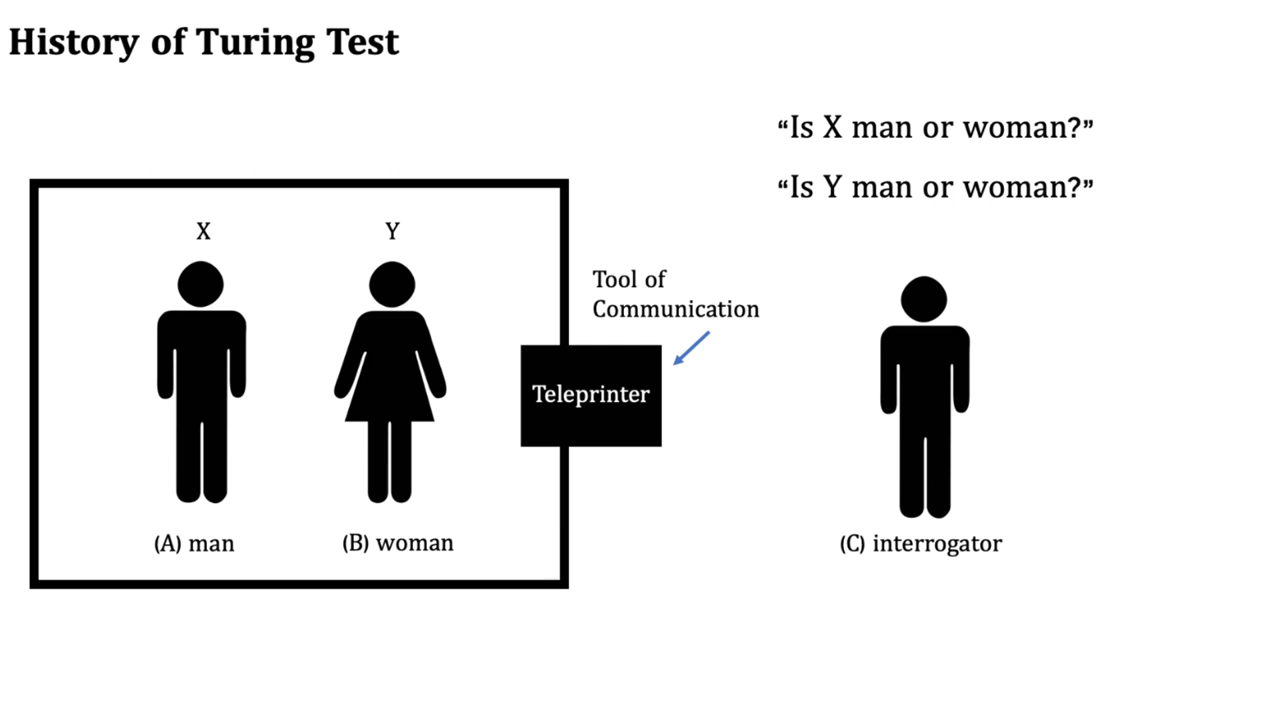 History of Turing Test
“Is X man or woman?”
“Is Y man or woman?”
X
Y
Tool of
Communication
Teleprinter
(A) man
(B) woman
(C) interrogator